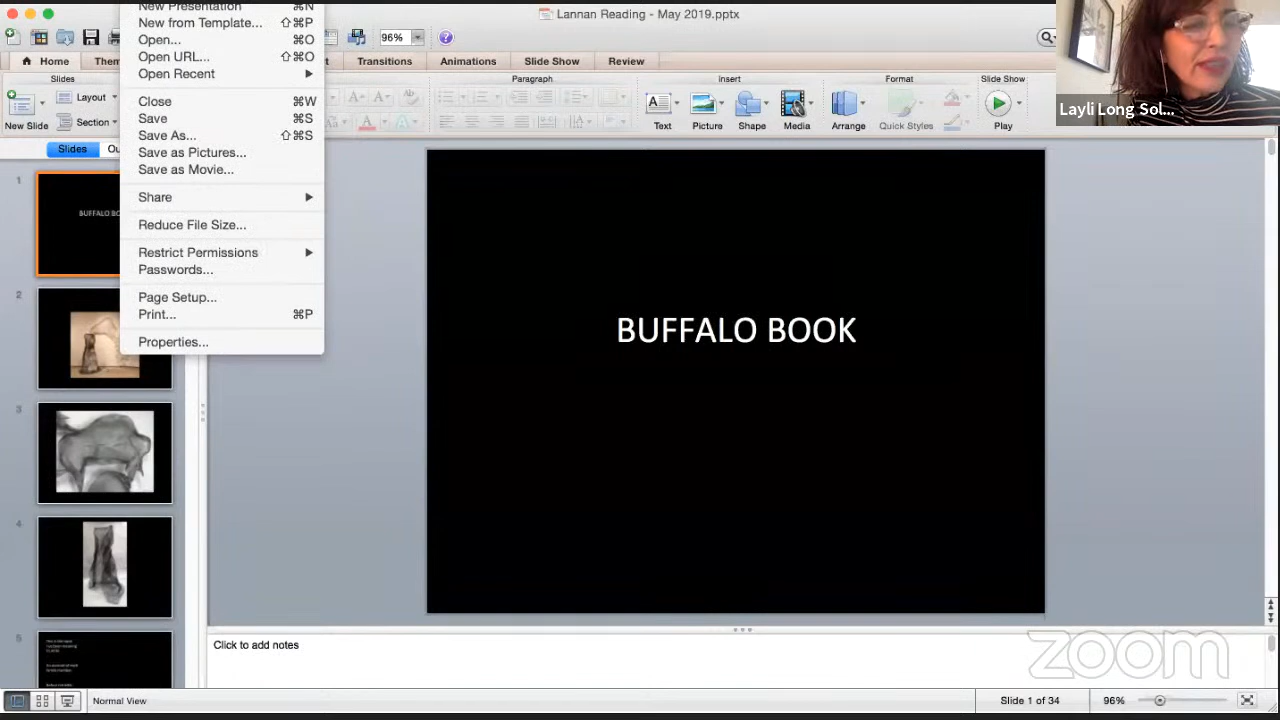 New Presentation ⌘N
New from Template... ⇧⌘P
Open... ⌘O
Open URL... ⇧⌘O
Open Recent
Close ⌘W
Save ⌘S
Save As... ⇧⌘S
Save as Pictures...
Save as Movie...
Share
Reduce File Size...
Restrict Permissions
Passwords...
Page Setup...
Print... ⌘P
Properties...
Lannan Reading - May 2019.pptx
96%
Home Them t Transitions Animations Slide Show Review
Slides Paragraph Insert Format Slide Show
Layout
Section
New Slide Text Picture Shape Media Arrange Quick Styles Play
Slides Ou
1
BUFFALO BOO
2
3
4
5
BUFFALO BOOK
Click to add notes
Layli Long Sol...
zoom
Normal View Slide 1 of 34 96%